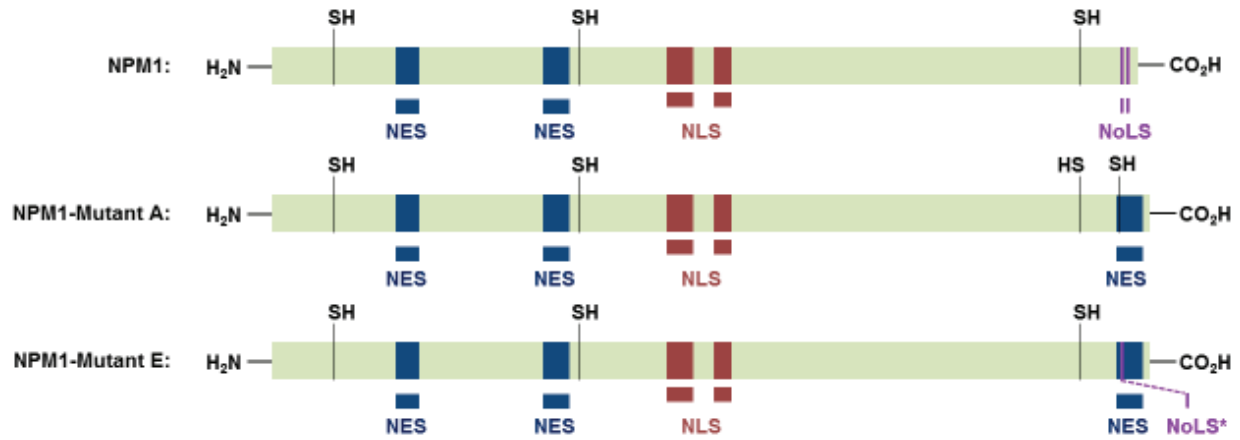 SH SH SH
NPM1: H₂N CO₂H
NES NES NLS NoLS
SH SH HS SH
NPM1-Mutant A: H₂N CO₂H
NES NES NLS NES
SH SH SH
NPM1-Mutant E: H₂N CO₂H
NES NES NLS NES NoLS*